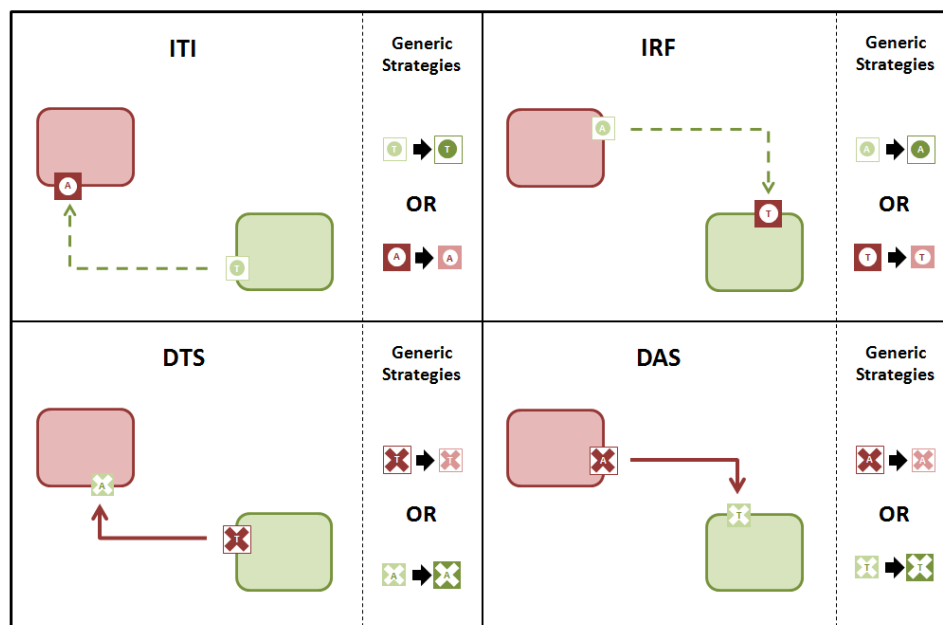 ITI
Generic
Strategies
T
T
A
OR
T
A
A
IRF
Generic
Strategies
A
A
A
OR
T
T
T
DTS
Generic
Strategies
T
T
A
OR
T
A
A
DAS
Generic
Strategies
A
A
A
OR
T
T
T